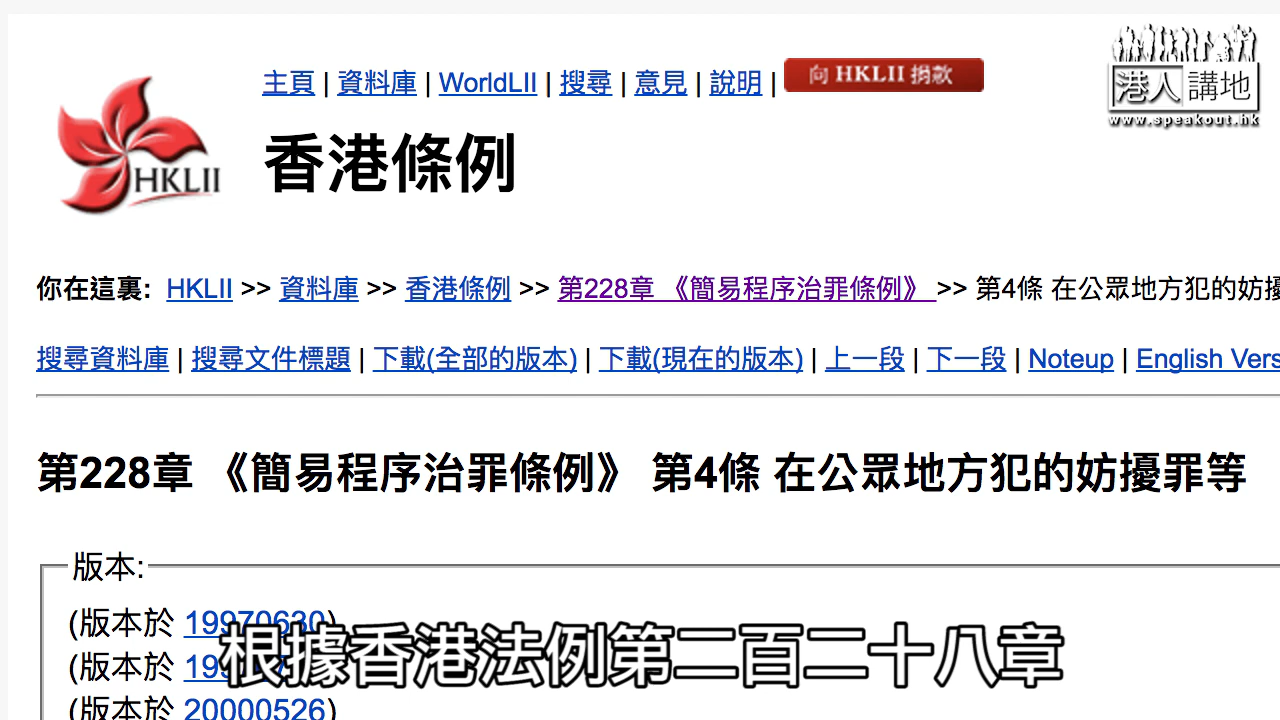 主頁 | 資料庫 | WorldLII | 搜尋 | 意見 | 說明 | 向 HKLII 捐款
港人講地
www.speakout.hk
HKLII
香港條例
你在這裏: HKLII >> 資料庫 >> 香港條例 >> 第228章 《簡易程序治罪條例》 >> 第4條 在公眾地方犯的妨擾
搜尋資料庫 | 搜尋文件標題 | 下載(全部的版本) | 下載(現在的版本) | 上一段 | 下一段 | Noteup | English Vers
第228章 《簡易程序治罪條例》 第4條 在公眾地方犯的妨擾罪等
版本:
(版本於 19970630)
(版本於
(版本於 20000526)
根據香港法例第二百二十八章